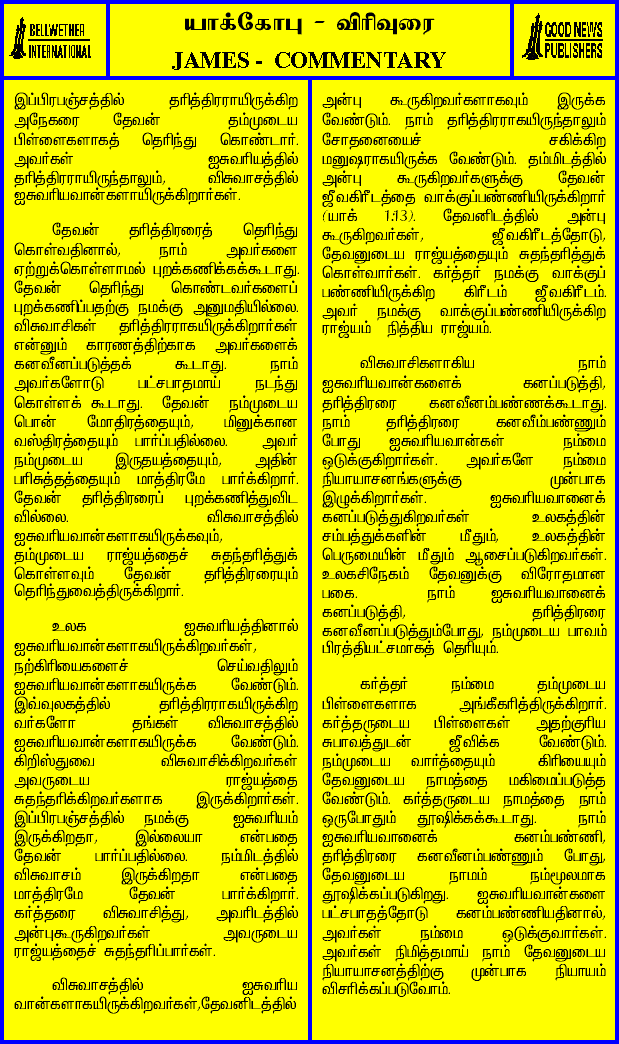 BELLWETHER
INTERNATIONAL
யாக்கோபு - விரிவுரை
JAMES - COMMENTARY
GOOD NEWS
PUBLISHERS
இப்பிரபஞ்சத்தில் தரித்திரராயிருக்கிற
அநேகரை தேவன் தம்முடைய
பிள்ளைகளாகத் தெரிந்து கொண்டார்.
அவர்கள் ஐசுவரியத்தில்
தரித்திரராயிருந்தாலும், விசுவாசத்தில்
ஐசுவரியவான்களாயிருக்கிறார்கள்.
தேவன் தரித்திரரைத் தெரிந்து
கொள்வதினால், நாம் அவர்களை
ஏற்றுக்கொள்ளாமல் புறக்கணிக்கக்கூடாது.
தேவன் தெரிந்து கொண்டவர்களைப்
புறக்கணிப்பதற்கு நமக்கு அனுமதியில்லை.
விசுவாசிகள் தரித்திரராகயிருக்கிறார்கள்
என்னும் காரணத்திற்காக அவர்களைக்
கனவீனப்படுத்தக் கூடாது. நாம்
அவர்களோடு பட்சபாதமாய் நடந்து
கொள்ளக் கூடாது. தேவன் நம்முடைய
பொன் மோதிரத்தையும், மினுக்கான
வஸ்திரத்தையும் பார்ப்பதில்லை. அவர்
நம்முடைய இருதயத்தையும், அதின்
பரிசுத்தத்தையும் மாத்திரமே பார்க்கிறார்.
தேவன் தரித்திரரைப் புறக்கணித்துவிட
வில்லை. விசுவாசத்தில்
ஐசுவரியவான்களாகயிருக்கவும்,
தம்முடைய ராஜ்யத்தைச் சுதந்தரித்துக்
கொள்ளவும் தேவன் தரித்திரரையும்
தெரிந்துவைத்திருக்கிறார்.
உலக ஐசுவரியத்தினால்
ஐசுவரியவான்களாகயிருக்கிறவர்கள்,
நற்கிரியைகளைச் செய்வதிலும்
ஐசுவரியவான்களாகயிருக்க வேண்டும்.
இவ்வுலகத்தில் தரித்திரராகயிருக்கிற
வர்களோ தங்கள் விசுவாசத்தில்
ஐசுவரியவான்களாகயிருக்க வேண்டும்.
கிறிஸ்துவை விசுவாசிக்கிறவர்கள்
அவருடைய ராஜ்யத்தை
சுதந்தரிக்கிறவர்களாக இருக்கிறார்கள்.
இப்பிரபஞ்சத்தில் நமக்கு ஐசுவரியம்
இருக்கிறதா, இல்லையா என்பதை
தேவன் பார்ப்பதில்லை. நம்மிடத்தில்
விசுவாசம் இருக்கிறதா என்பதை
மாத்திரமே தேவன் பார்க்கிறார்.
கர்த்தரை விசுவாசித்து, அவரிடத்தில்
அன்புகூருகிறவர்கள் அவருடைய
ராஜ்யத்தைச் சுதந்தரிப்பார்கள்.
விசுவாசத்தில் ஐசுவரிய
வான்களாகயிருக்கிறவர்கள்,தேவனிடத்தில்
அன்பு கூருகிறவர்களாகவும் இருக்க
வேண்டும். நாம் தரித்திரராகயிருந்தாலும்
சோதனையைச் சகிக்கிற
மனுஷராகயிருக்க வேண்டும். தம்மிடத்தில்
அன்பு கூருகிறவர்களுக்கு தேவன்
ஜீவகிரீடத்தை வாக்குப்பண்ணியிருக்கிறார்
(யாக் 1:13). தேவனிடத்தில் அன்பு
கூருகிறவர்கள், ஜீவகிரீடத்தோடு,
தேவனுடைய ராஜ்யத்தையும் சுதந்தரித்துக்
கொள்வார்கள். கர்த்தர் நமக்கு வாக்குப்
பண்ணியிருக்கிற கிரீடம் ஜீவகிரீடம்.
அவர் நமக்கு வாக்குப்பண்ணியிருக்கிற
ராஜ்யம் நித்திய ராஜ்யம்.
விசுவாசிகளாகிய நாம்
ஐசுவரியவான்களைக் கனப்படுத்தி,
தரித்திரரை கனவீனம்பண்ணக்கூடாது.
நாம் தரித்திரரை கனவீம்பண்ணும்
போது ஐசுவரியவான்கள் நம்மை
ஒடுக்குகிறார்கள். அவர்களே நம்மை
நியாயாசனங்களுக்கு முன்பாக
இழுக்கிறார்கள். ஐசுவரியவானைக்
கனப்படுத்துகிறவர்கள் உலகத்தின்
சம்பத்துக்களின் மீதும், உலகத்தின்
பெருமையின் மீதும் ஆசைப்படுகிறவர்கள்.
உலகசிநேகம் தேவனுக்கு விரோதமான
பகை. நாம் ஐசுவரியவானைக்
கனப்படுத்தி, தரித்திரரை
கனவீனப்படுத்தும்போது, நம்முடைய பாவம்
பிரத்தியட்சமாகத் தெரியும்.
கர்த்தர் நம்மை தம்முடைய
பிள்ளைகளாக அங்கீகரித்திருக்கிறார்.
கர்த்தருடைய பிள்ளைகள் அதற்குரிய
சுபாவத்துடன் ஜீவிக்க வேண்டும்.
நம்முடைய வார்த்தையும் கிரியையும்
தேவனுடைய நாமத்தை மகிமைப்படுத்த
வேண்டும். கர்த்தருடைய நாமத்தை நாம்
ஒருபோதும் தூஷிக்கக்கூடாது. நாம்
ஐசுவரியவானைக் கனம்பண்ணி,
தரித்திரரை கனவீனம்பண்ணும் போது,
தேவனுடைய நாமம் நம்மூலமாக
தூஷிக்கப்படுகிறது. ஐசுவரியவான்களை
பட்சபாதத்தோடு கனம்பண்ணியதினால்,
அவர்கள் நம்மை ஒடுக்குவார்கள்.
அவர்கள் நிமித்தமாய் நாம் தேவனுடைய
நியாயாசனத்திற்கு முன்பாக நியாயம்
விசாரிக்கப்படுவோம்.